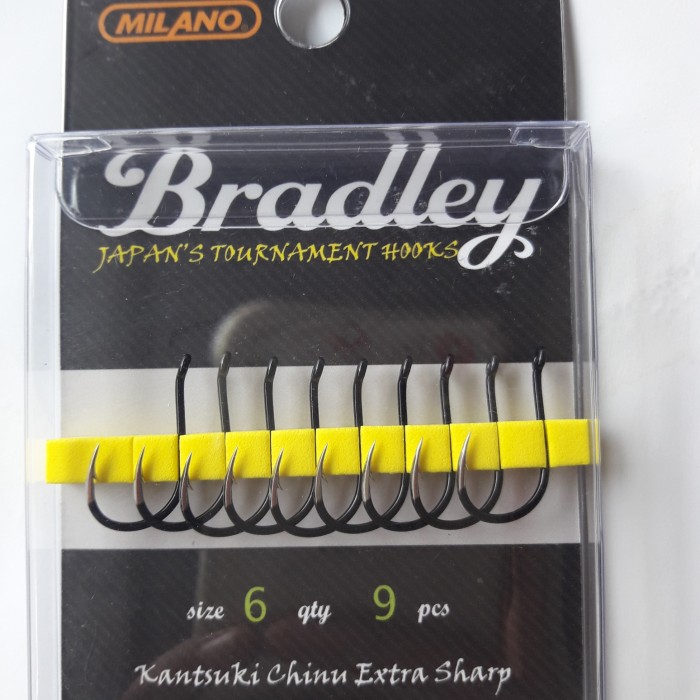 MILANO
Bradley
JAPAN'S TOURNAMENT HOOKS
size 6 qty 9 pcs
Kantsuki Chinu Extra Sharp